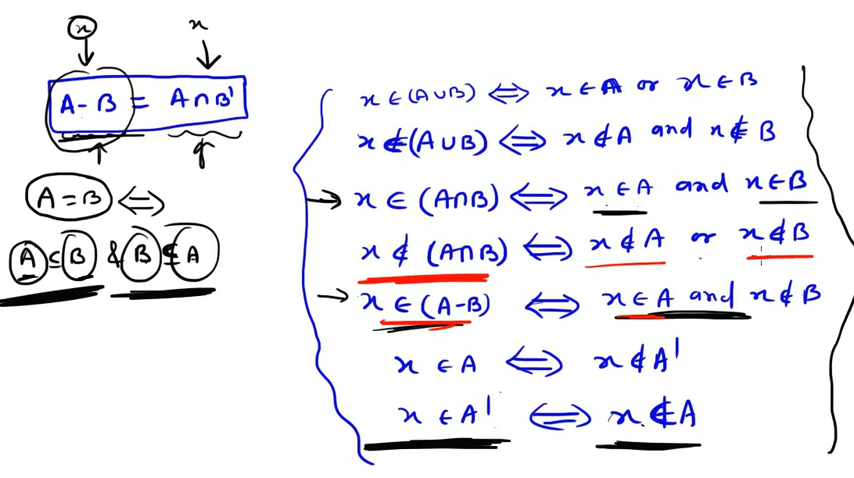 x x
A - B = A ∩ B'
A = B ⟺
A ⊆ B & B ⊆ A
x ∈ (A ∪ B) ⟺ x ∈ A or x ∈ B
x ∉ (A ∪ B) ⟺ x ∉ A and x ∉ B
→ x ∈ (A ∩ B) ⟺ x ∈ A and x ∈ B
x ∉ (A ∩ B) ⟺ x ∉ A or x ∉ B
→ x ∈ (A - B) ⟺ x ∈ A and x ∉ B
x ∈ A ⟺ x ∉ A'
x ∈ A' ⟺ x ∉ A